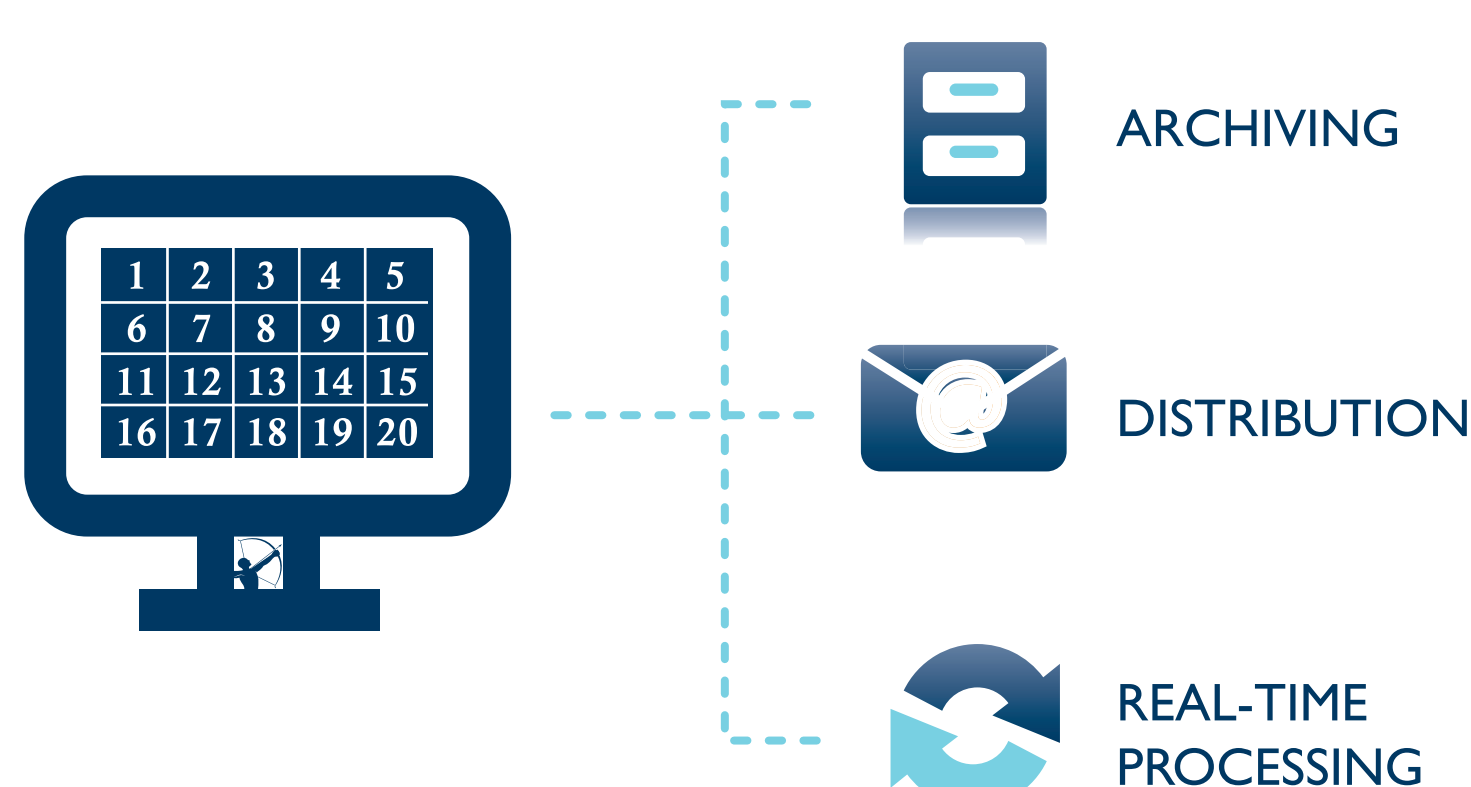 1 2 3 4 5
6 7 8 9 10
11 12 13 14 15
16 17 18 19 20
ARCHIVING
@
DISTRIBUTION
REAL-TIME
PROCESSING